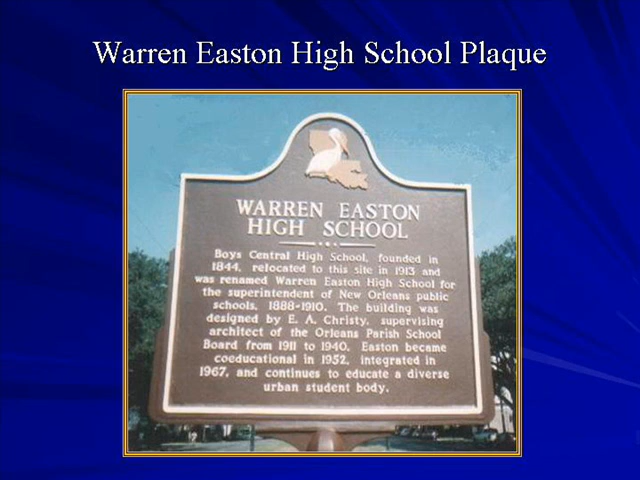 Warren Easton High School Plaque
WARREN EASTON
HIGH SCHOOL
Boys Central High School, founded in
1844, relocated to this site in 1913 and
was renamed Warren Easton High School for
the superintendent of New Orleans public
schools, 1888-1910. The building was
designed by E. A. Christy, supervising
architect of the Orleans Parish School
Board from 1911 to 1940. Easton became
coeducational in 1952, integrated in
1967, and continues to educate a diverse
urban student body.